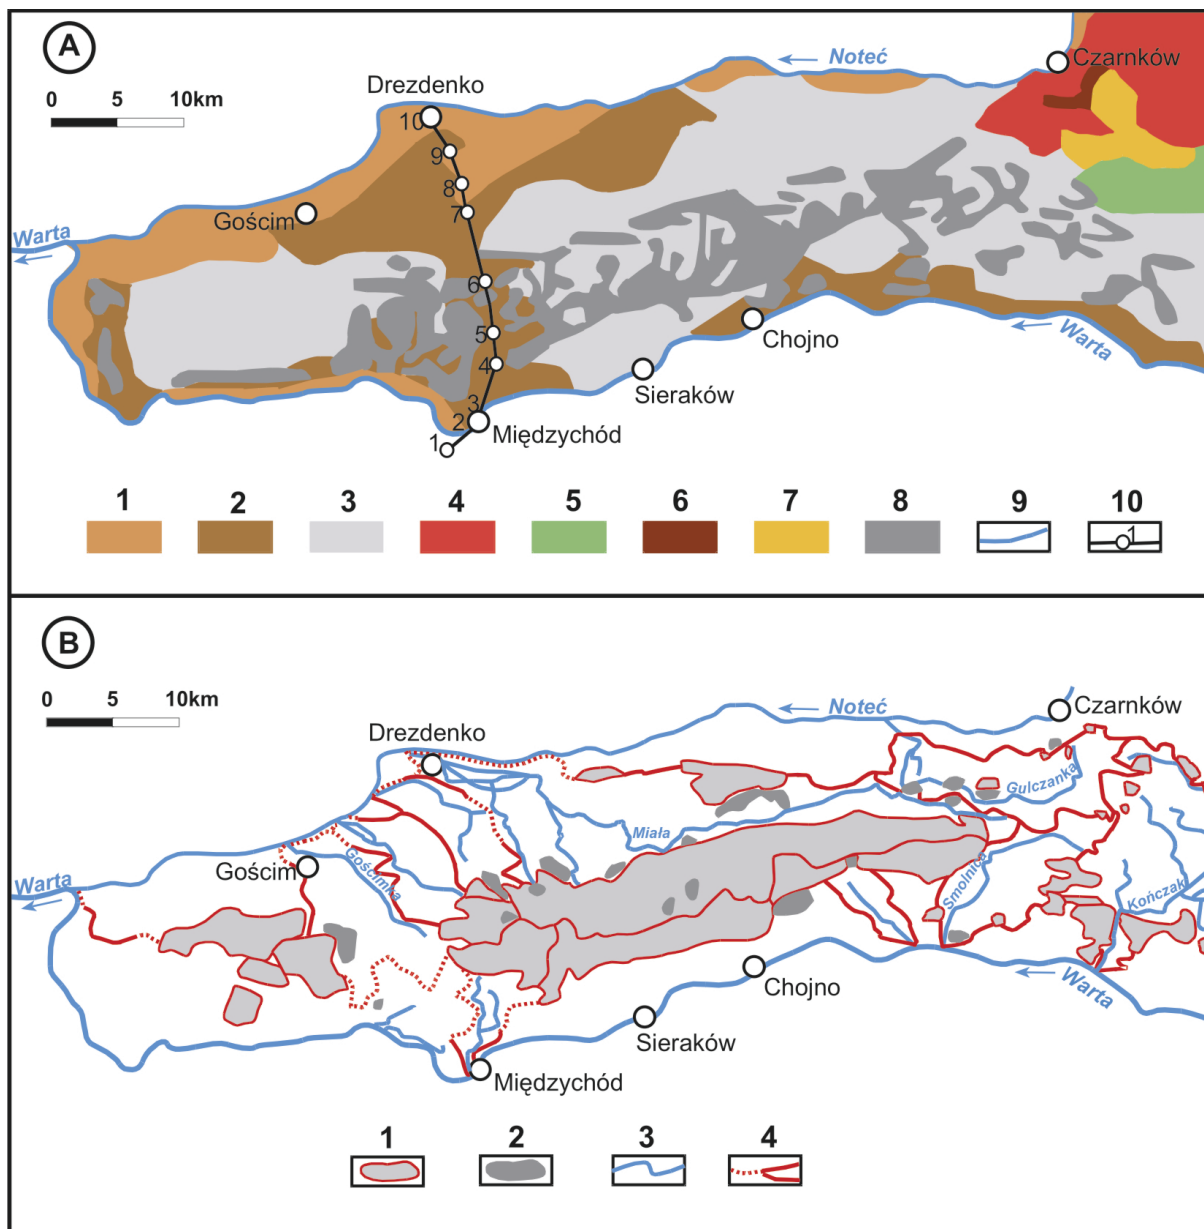 A
0 5 10km
Noteć
Czarnków
Drezdenko
10
9
8
7
Gościm
Warta
6
5
4
3
2
1
Chojno
Warta
Sieraków
Międzychód
1 2 3 4 5 6 7 8 9 10
1
B
0 5 10km
Noteć
Czarnków
Drezdenko
Gulczanka
Miała
Gościm
Gościmka
Warta
Smolnica
Kończak
Chojno
Warta
Sieraków
Międzychód
1 2 3 4